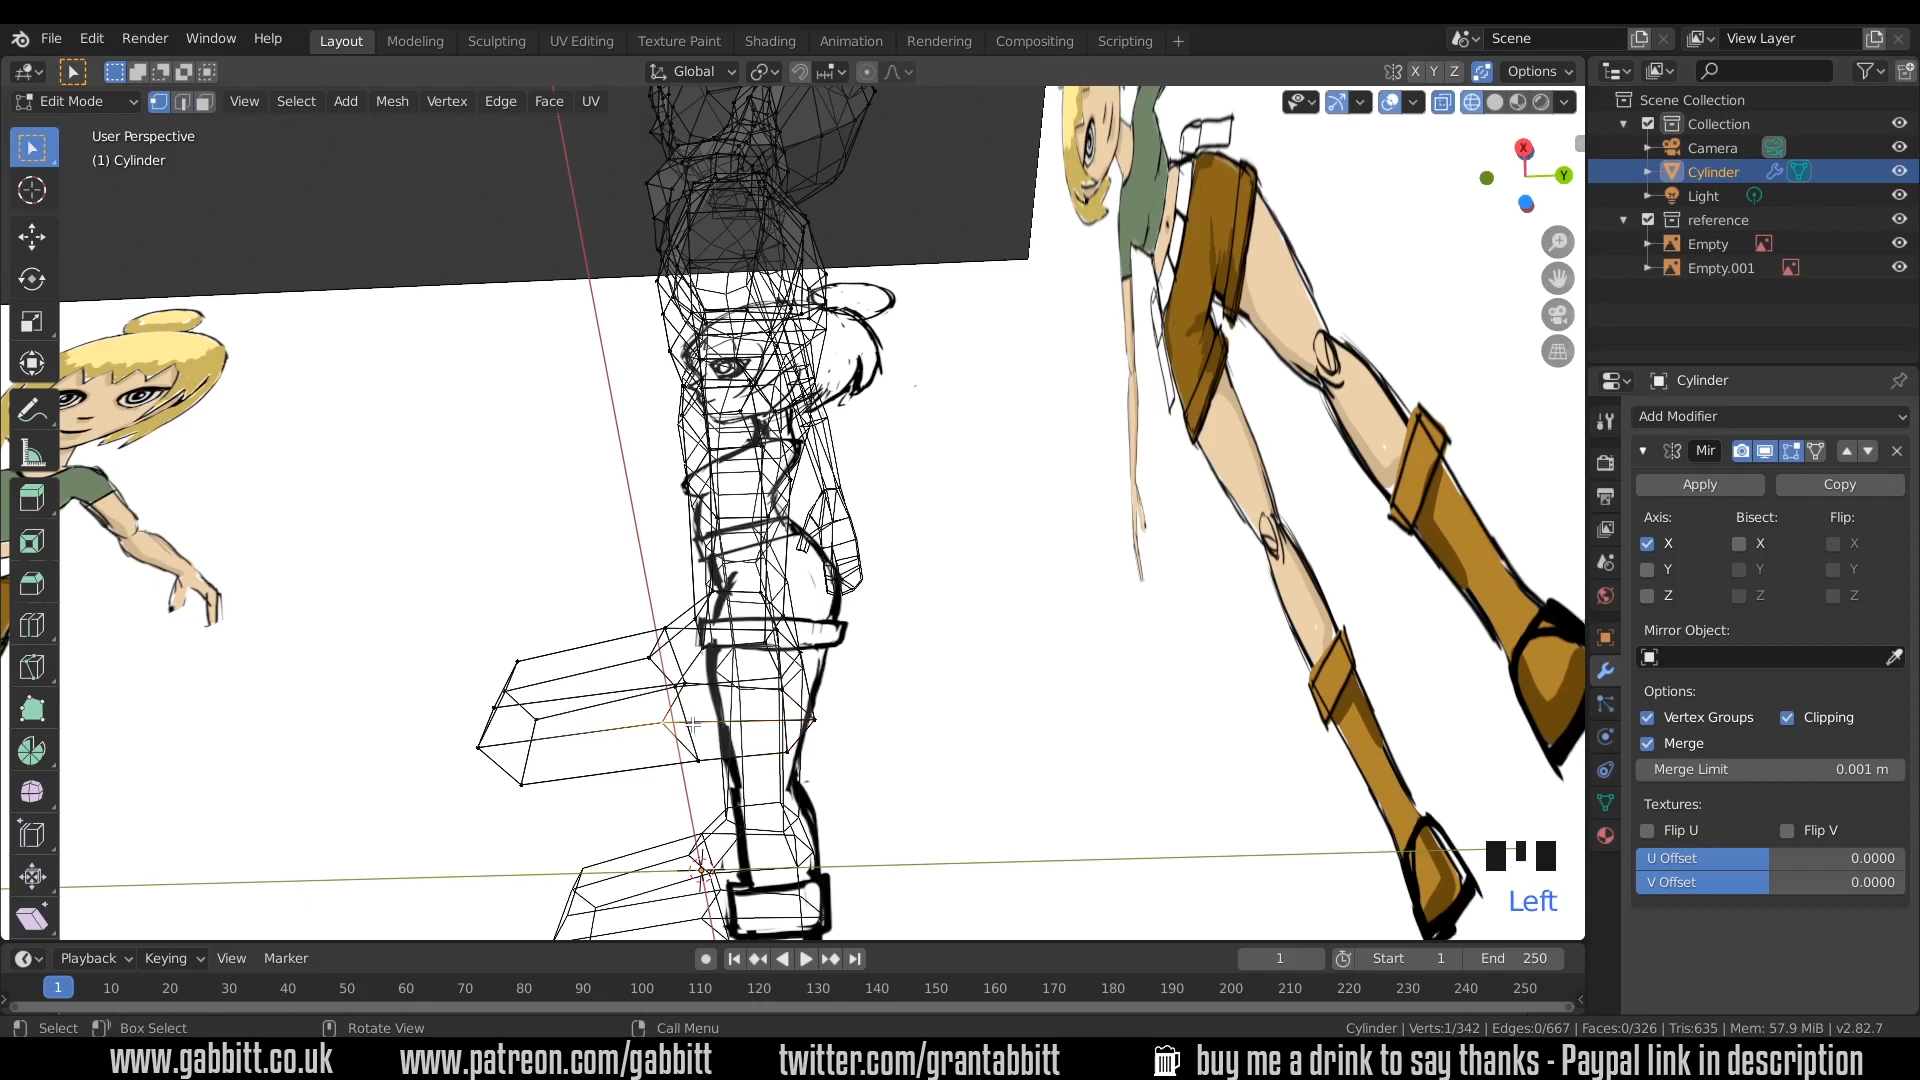 File Edit Render Window Help Layout Modeling Sculpting UV Editing Texture Paint Shading Animation Rendering Compositing Scripting + Scene View Layer
Global X Y Z Options
Edit Mode View Select Add Mesh Vertex Edge Face UV
User Perspective
(1) Cylinder
X
Y
Scene Collection
Collection
Camera
Cylinder
Light
reference
Empty
Empty.001
Cylinder
Add Modifier
Mir
Apply Copy
Axis: Bisect: Flip:
X X X
Y Y Y
Z Z Z
Mirror Object:
Options:
Vertex Groups Clipping
Merge
Merge Limit 0.001 m
Textures:
Flip U Flip V
U Offset 0.0000
V Offset 0.0000
Left
Playback Keying View Marker 1 Start 1 End 250
1 10 20 30 40 50 60 70 80 90 100 110 120 130 140 150 160 170 180 190 200 210 220 230 240 250
Select Box Select Rotate View Call Menu Cylinder | Verts:1/342 | Edges:0/667 | Faces:0/326 | Tris:635 | Mem: 57.9 MiB | v2.82.7
www.gabbitt.co.uk www.patreon.com/gabbitt twitter.com/grantabbitt buy me a drink to say thanks - Paypal link in description